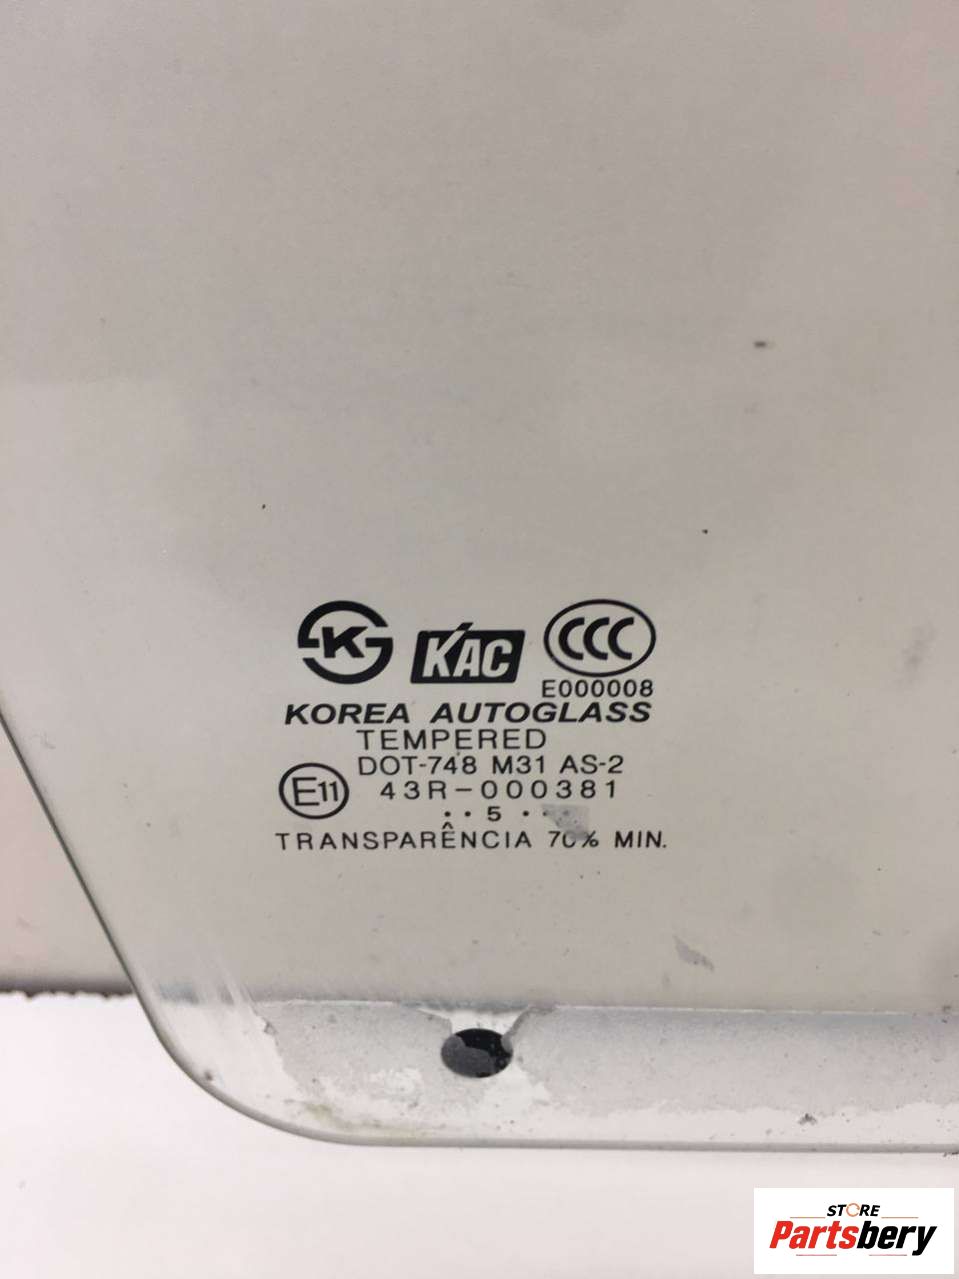 K
KAC
CCC
E000008
KOREA AUTOGLASS
TEMPERED
DOT-748 M31 AS-2
E11
43R-000381
•• 5 ••
TRANSPARÊNCIA 70% MIN.
STORE
Partsbery